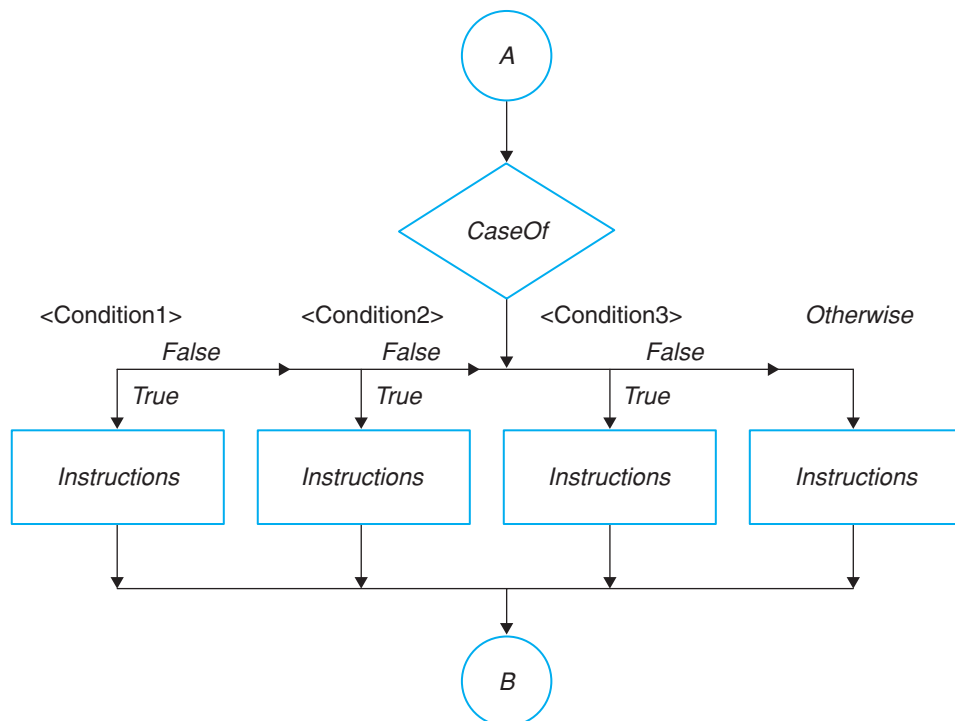 A
CaseOf
<Condition1> <Condition2> <Condition3> Otherwise
False False False
True True True
Instructions Instructions Instructions Instructions
B